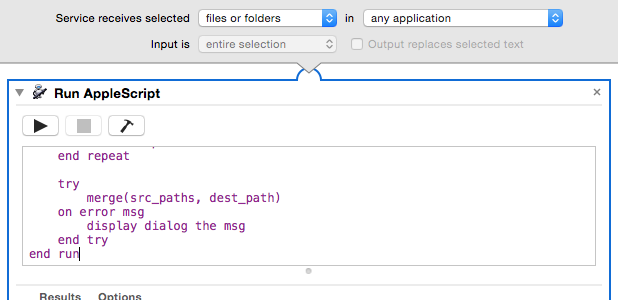 Service receives selected files or folders in any application
Input is entire selection Output replaces selected text
Run AppleScript
end repeat
try
merge(src_paths, dest_path)
on error msg
display dialog the msg
end try
end run
Results Options